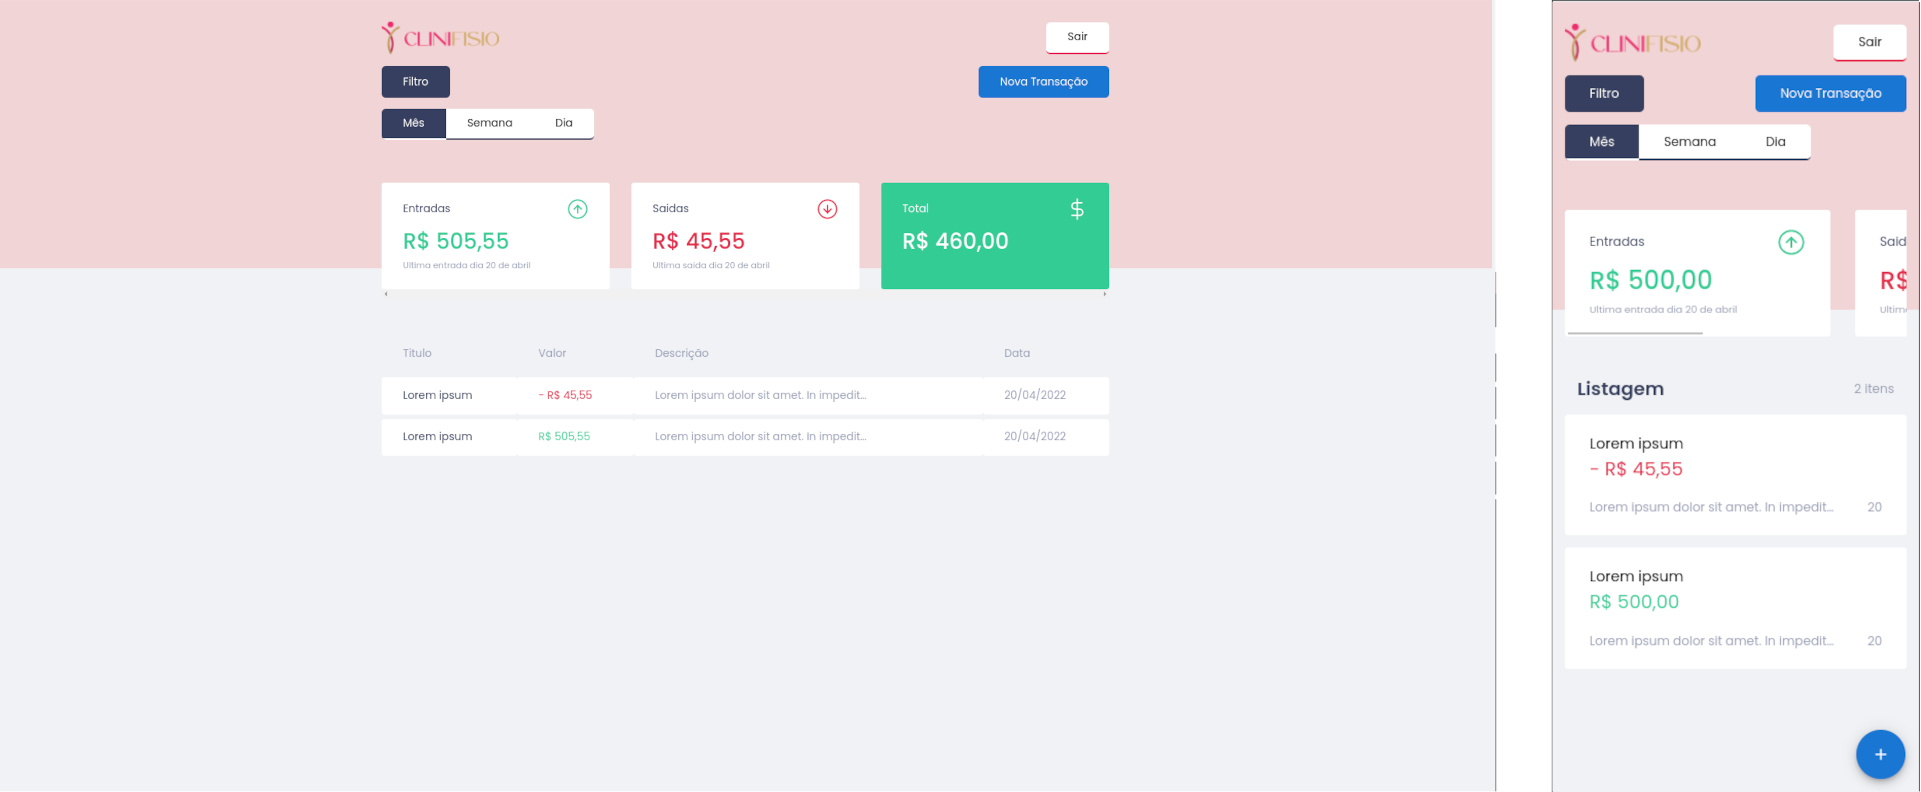 CLINIFISIO
Sair
Filtro
Nova Transação
Mês Semana Dia
Entradas
R$ 505,55
Ultima entrada dia 20 de abril
Saidas
R$ 45,55
Ultima saida dia 20 de abril
Total
R$ 460,00
Titulo Valor Descrição Data
Lorem ipsum - R$ 45,55 Lorem ipsum dolor sit amet. In impedit... 20/04/2022
Lorem ipsum R$ 505,55 Lorem ipsum dolor sit amet. In impedit... 20/04/2022
CLINIFISIO
Sair
Filtro
Nova Transação
Mês Semana Dia
Entradas
R$ 500,00
Ultima entrada dia 20 de abril
Said
R$
Ultim
Listagem 2 itens
Lorem ipsum
- R$ 45,55
Lorem ipsum dolor sit amet. In impedit... 20
Lorem ipsum
R$ 500,00
Lorem ipsum dolor sit amet. In impedit... 20
+